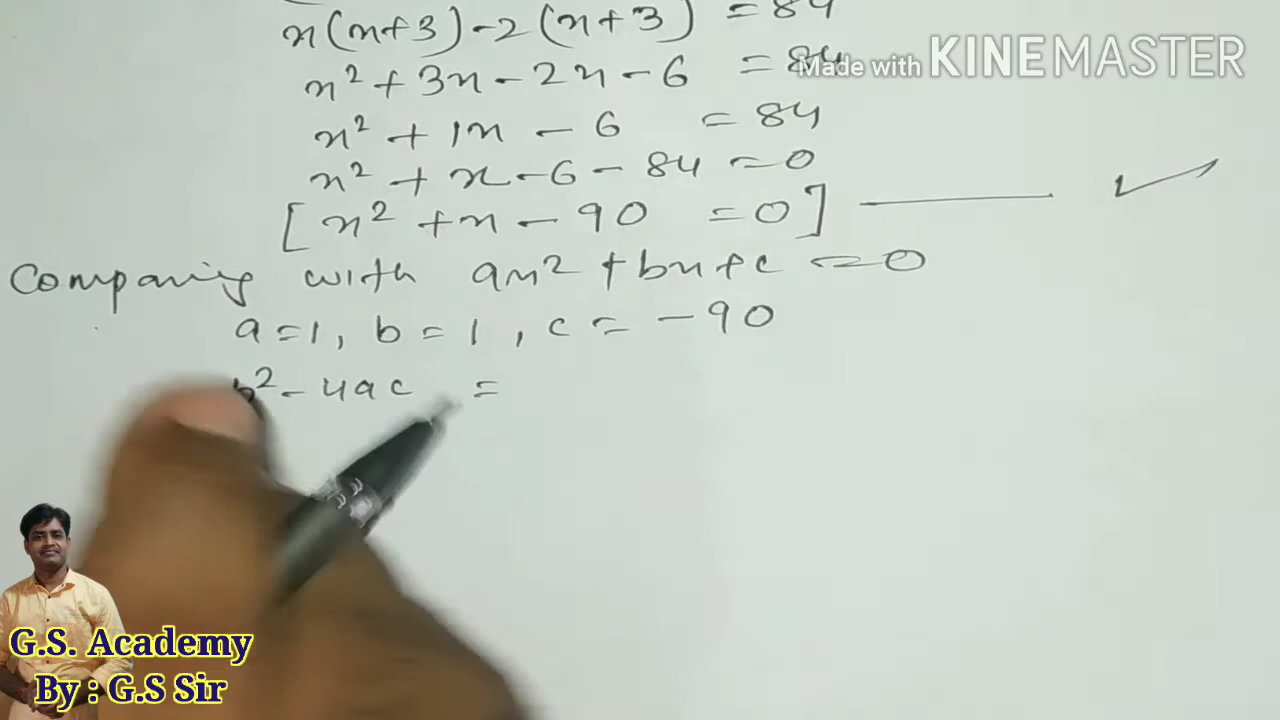 x(x+3)-2(x+3) = 84
Made with KINEMASTER
x² + 3x - 2x - 6 = 84
x² + 1x - 6 = 84
x² + x - 6 - 84 = 0
[x² + x - 90 = 0]
Comparing with ax² + bx + c = 0
a = 1, b = 1, c = -90
b² - 4ac =
G.S. Academy
By : G.S Sir